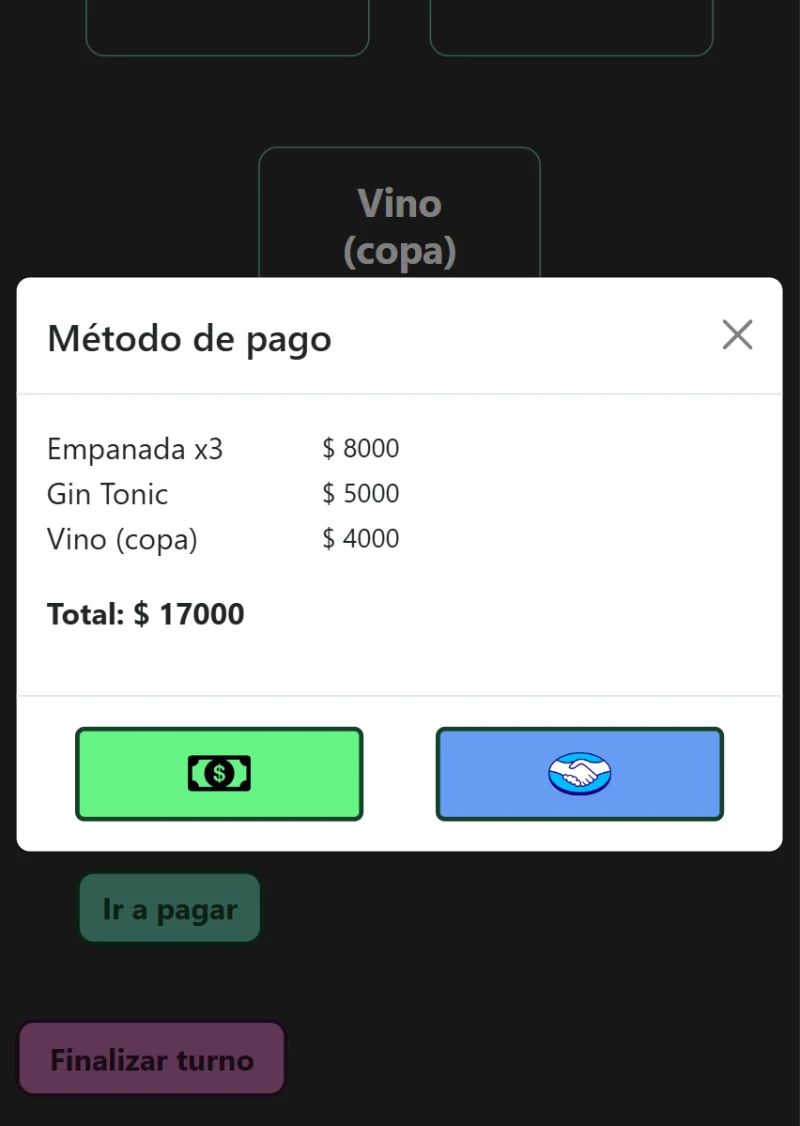 Vino
(copa)
Método de pago
Empanada x3 $ 8000
Gin Tonic $ 5000
Vino (copa) $ 4000
Total: $ 17000
$
Ir a pagar
Finalizar turno